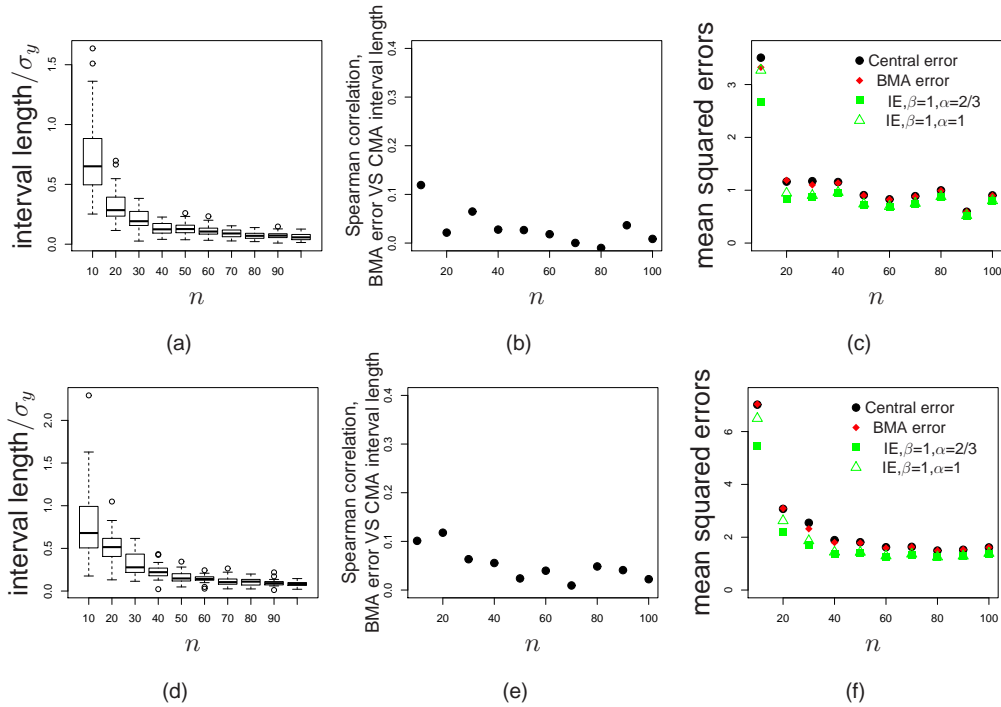 interval length/σy
0.0 0.5 1.0 1.5
10 20 30 40 50 60 70 80 90
n
(a)
Spearman correlation,
BMA error VS CMA interval length
0.0 0.1 0.2 0.3 0.4
20 40 60 80 100
n
(b)
mean squared errors
0 1 2 3
Central error
BMA error
IE,β=1,α=2/3
IE,β=1,α=1
20 40 60 80 100
n
(c)
interval length/σy
0.0 0.5 1.0 1.5 2.0
10 20 30 40 50 60 70 80 90
n
(d)
Spearman correlation,
BMA error VS CMA interval length
0.0 0.1 0.2 0.3 0.4
20 40 60 80 100
n
(e)
mean squared errors
0 2 4 6
Central error
BMA error
IE,β=1,α=2/3
IE,β=1,α=1
20 40 60 80 100
n
(f)